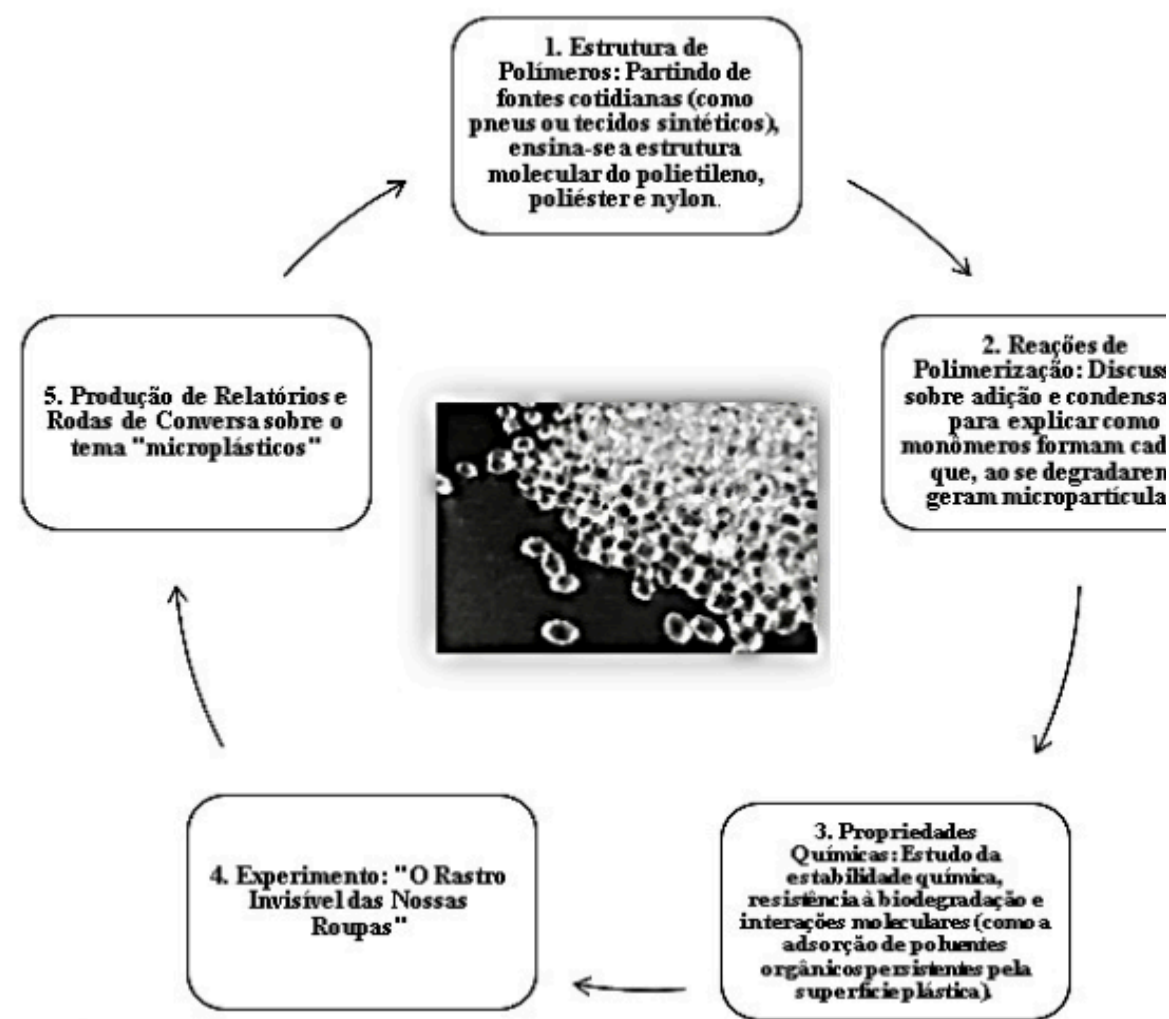 1. Estrutura de
Polímeros: Partindo de
fontes cotidianas (como
pneus ou tecidos sintéticos),
ensina-se a estrutura
molecular do polietileno,
poliéster e nylon.
2. Reações de
Polimerização: Discuss
sobre adição e condensa
para explicar como
monômeros formam cad
que, ao se degradaren
geram micropartícula
3. Propriedades
Químicas: Estudo da
estabilidade química,
resistência à biodegradação e
interações moleculares (como a
adsorção de poluentes
orgânicos persistentes pela
superfície plástica).
4. Experimento: "O Rastro
Invisível das Nossas
Roupas"
5. Produção de Relatórios e
Rodas de Conversa sobre o
tema "microplásticos"